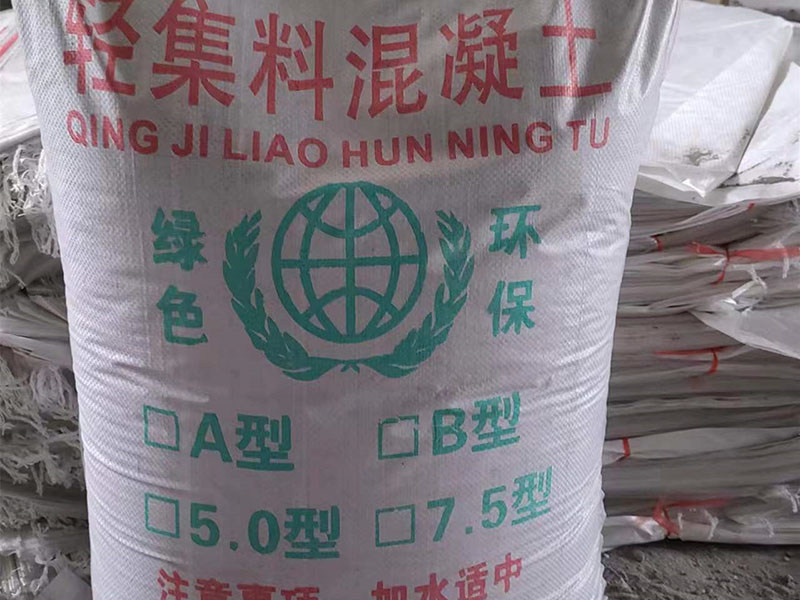 轻集料混凝土
QING JI LIAO HUN NING TU
绿色 环保
□A型 □B型
□5.0型 □7.5型
注意事项 加水适中